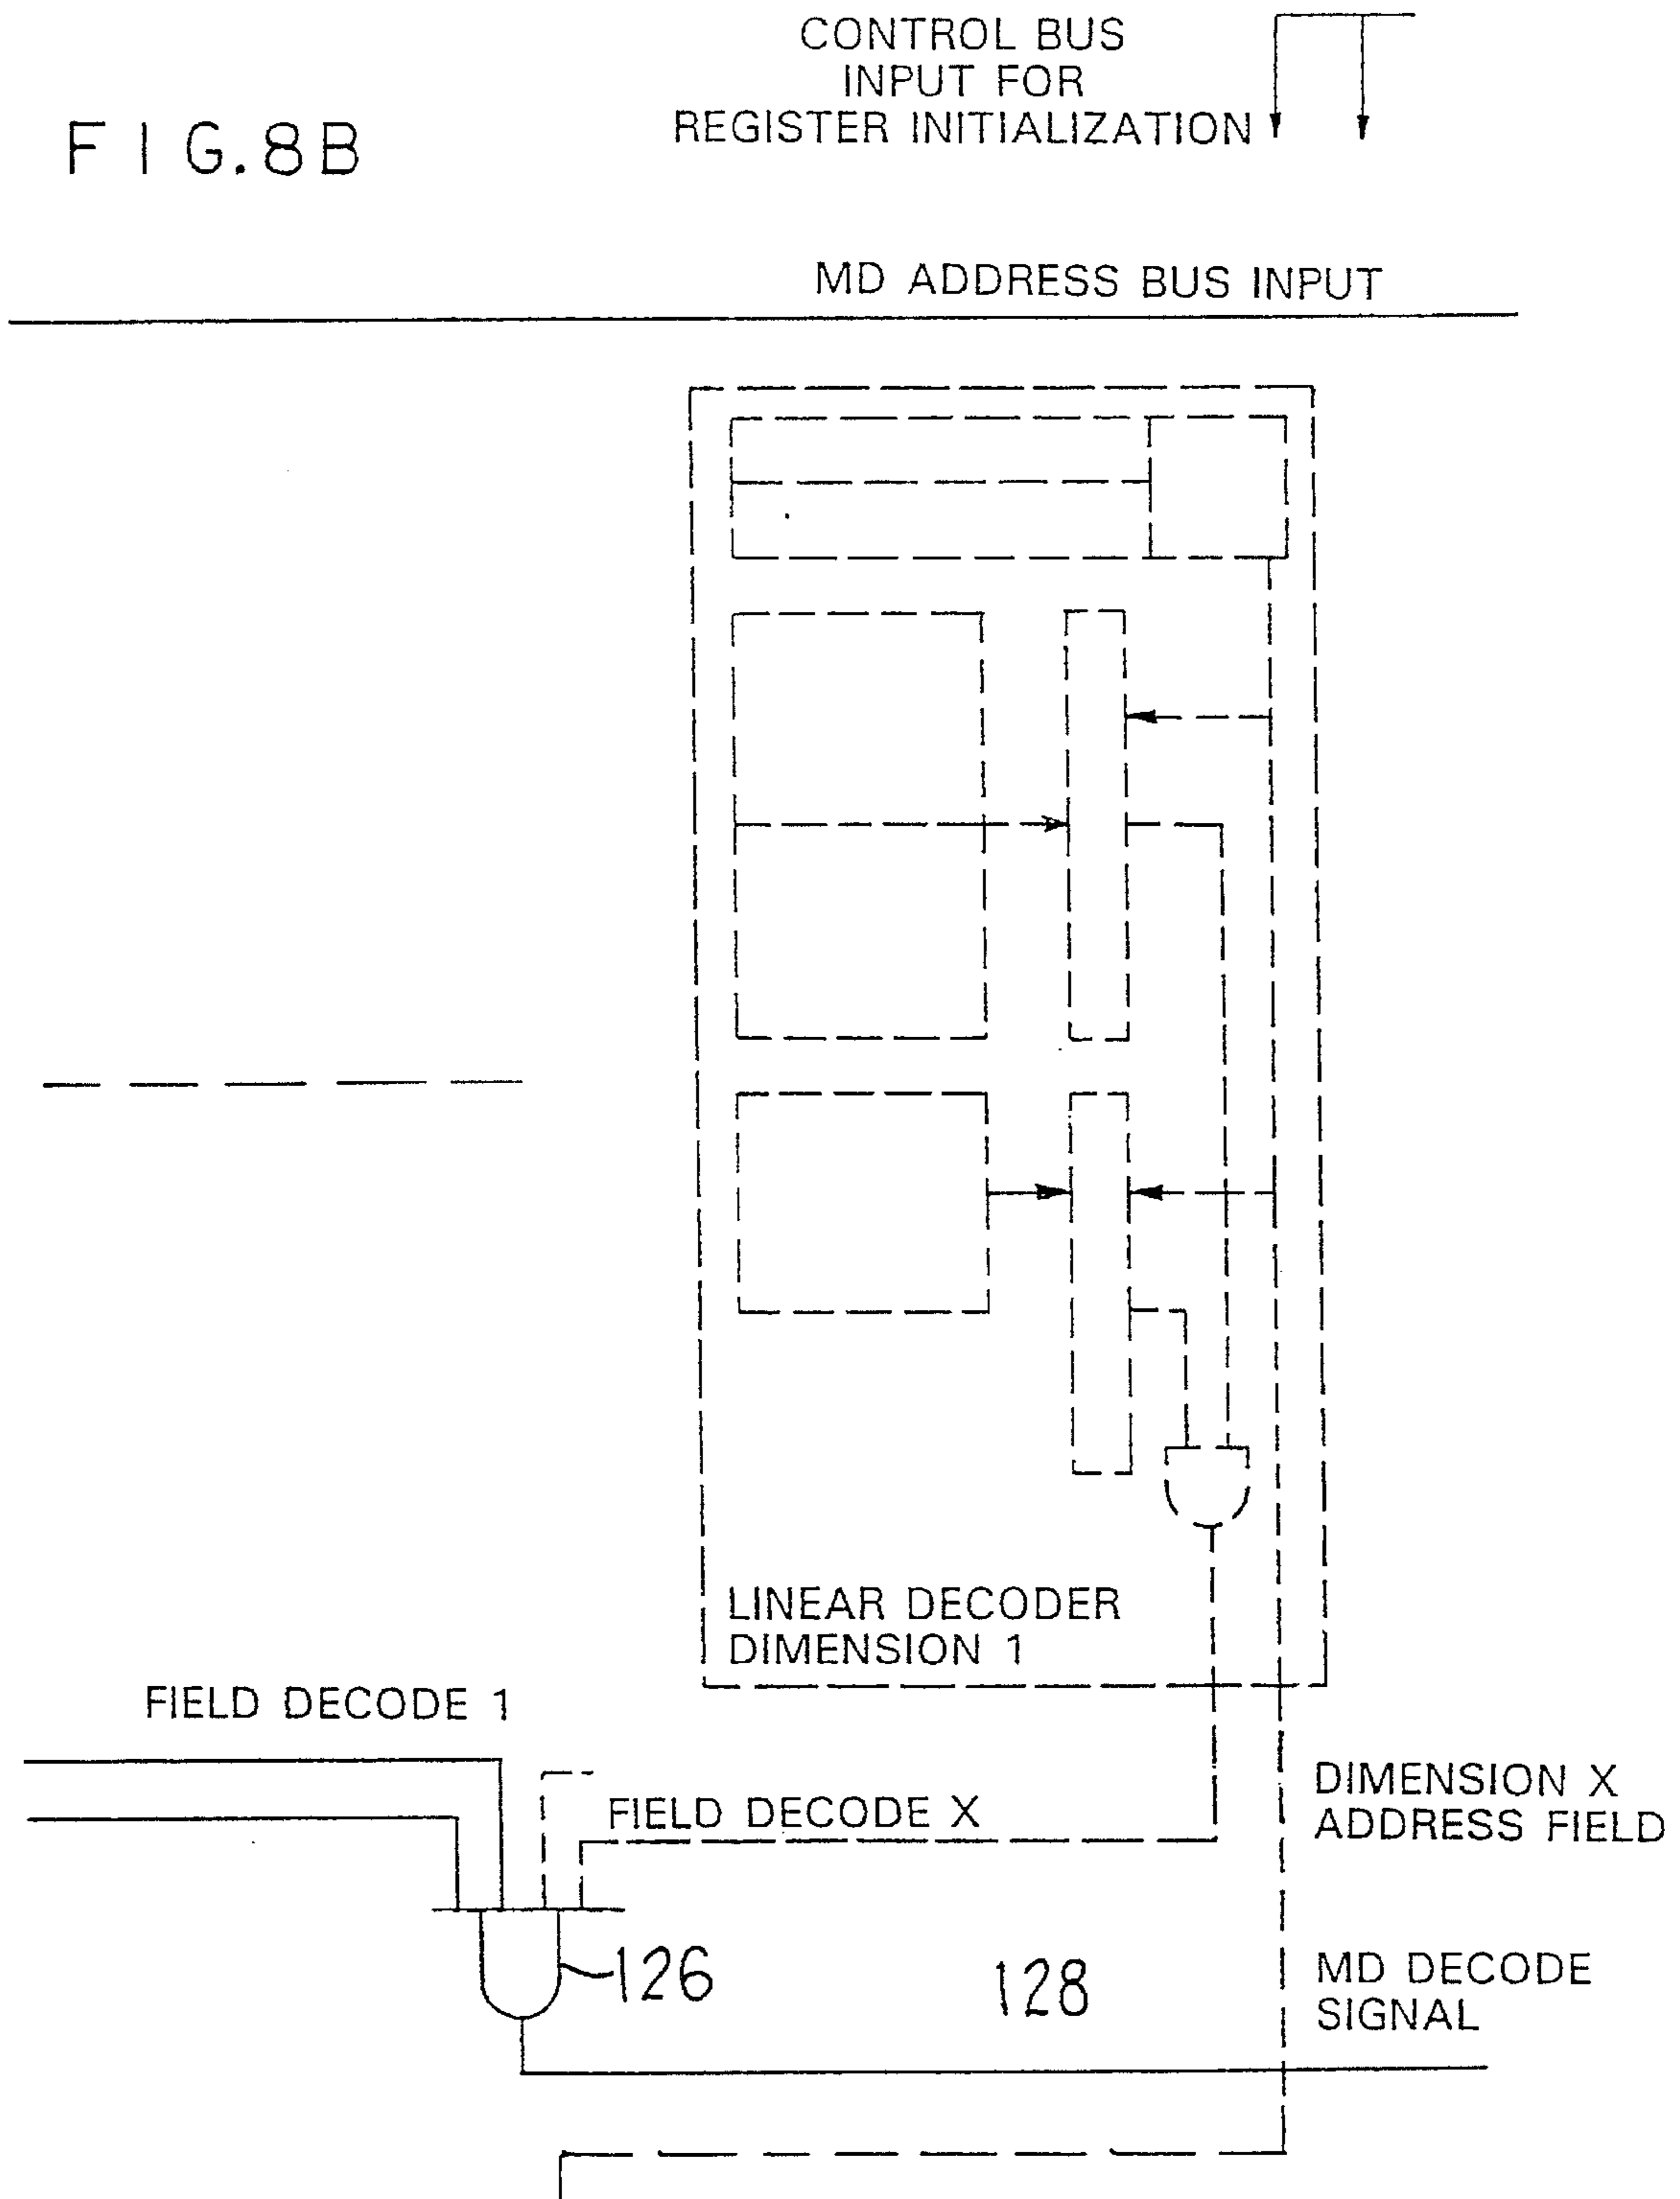 CONTROL BUS
INPUT FOR
REGISTER INITIALIZATION
FIG.8B
MD ADDRESS BUS INPUT
LINEAR DECODER
DIMENSION 1
FIELD DECODE 1
FIELD DECODE X
DIMENSION X
ADDRESS FIELD
126
128
MD DECODE
SIGNAL